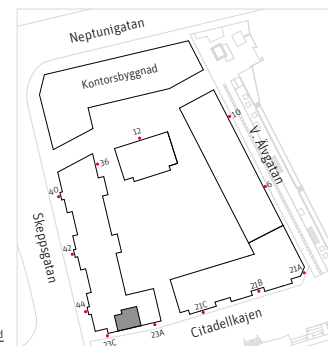 Neptunigatan
Kontorsbyggnad
V. Älvgatan
10
12
36
6
40
Skeppsgatan
42
21A
21B
44
21C
23A
Citadellkajen
23C